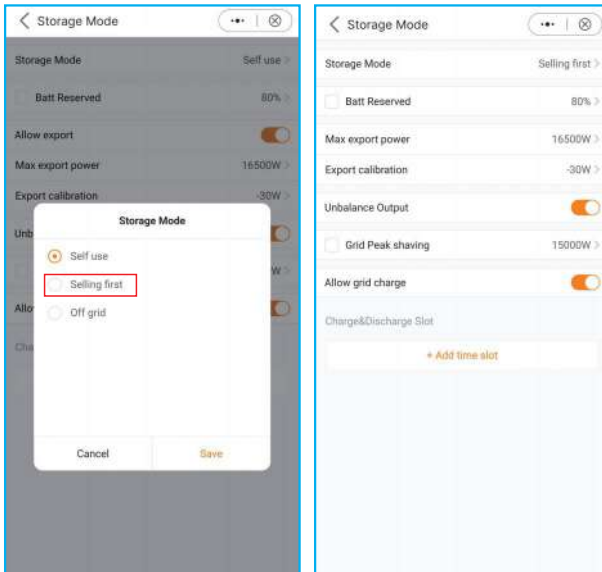 Storage Mode
Storage Mode Self use >
Batt Reserved 80% >
Allow export
Max export power 16500W >
Export calibration -30W >
Unb
W >
Allo
Cha
Storage Mode
Self use
Selling first
Off grid
Cancel Save
Storage Mode
Storage Mode Selling first >
Batt Reserved 80% >
Max export power 16500W >
Export calibration -30W >
Unbalance Output
Grid Peak shaving 15000W >
Allow grid charge
Charge&Discharge Slot
+ Add time slot